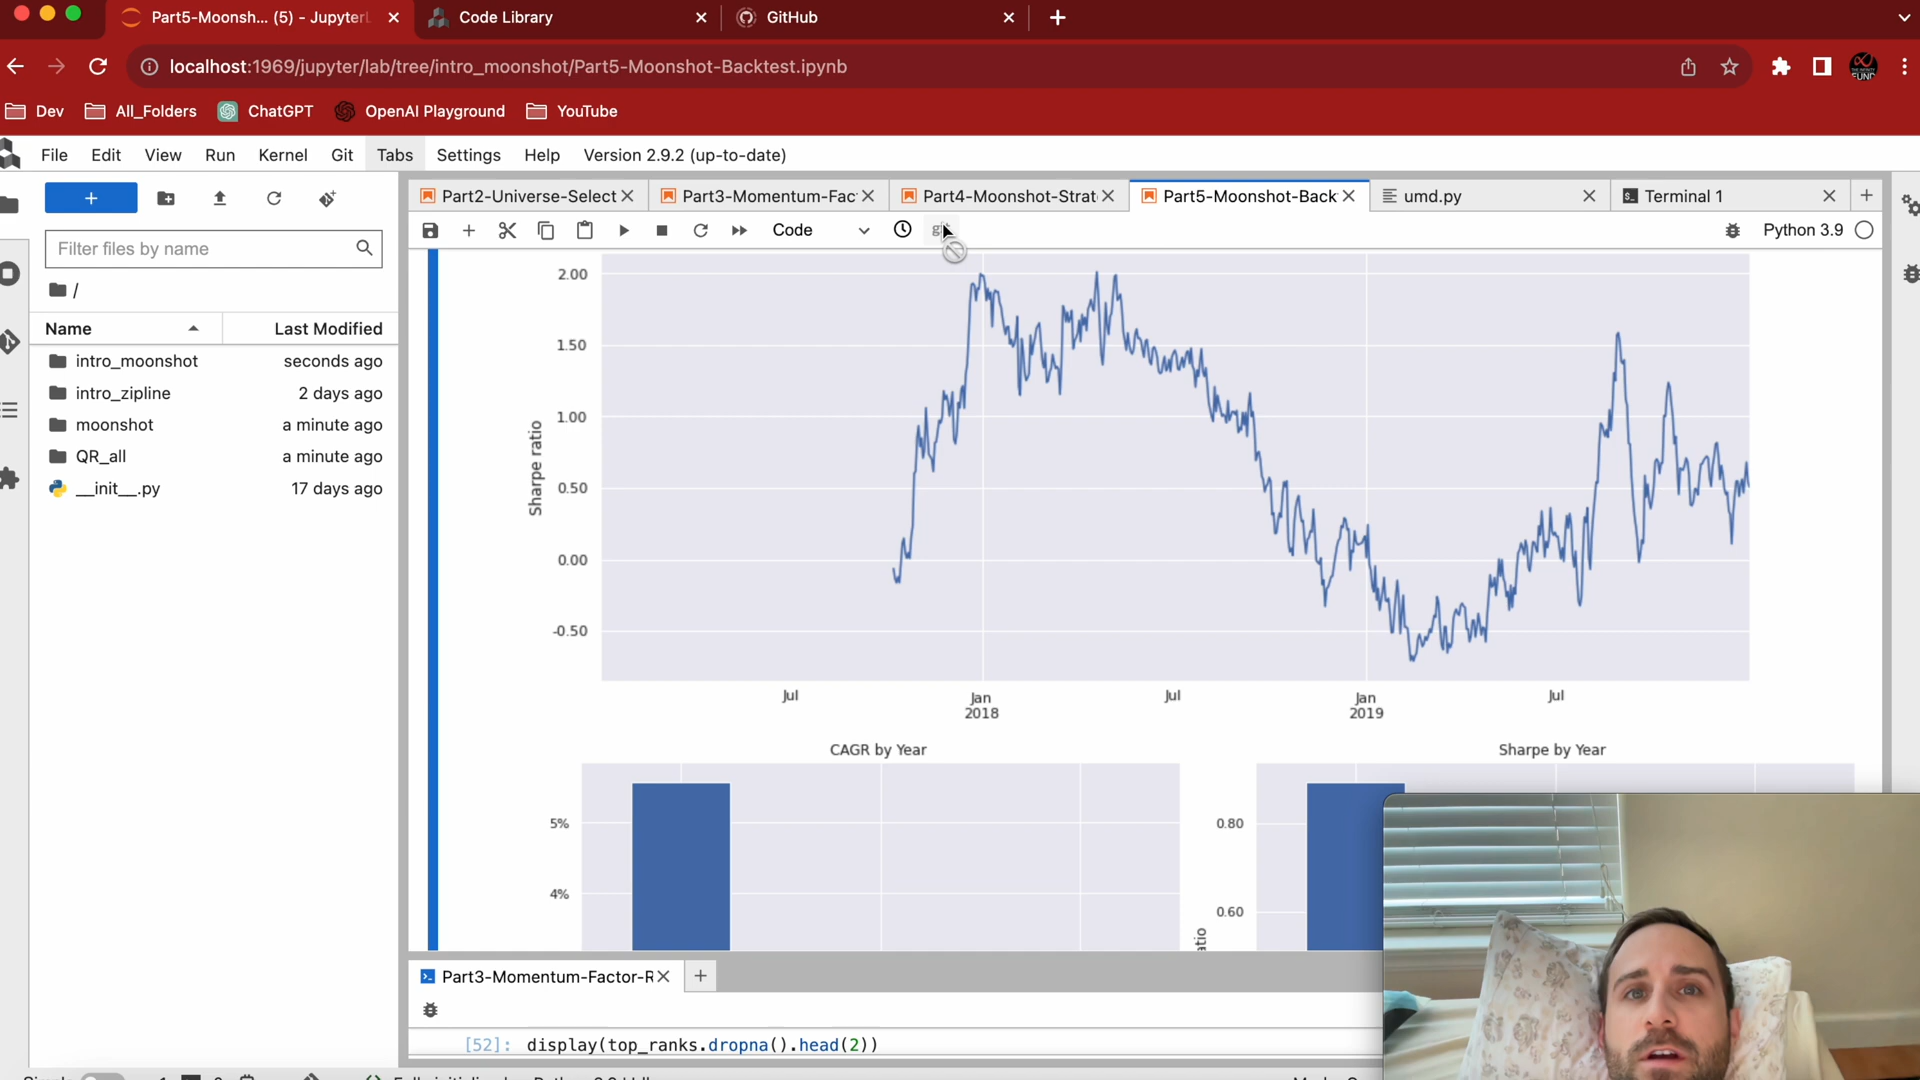 Part5-Moonsh... (5) - JupyterL
Code Library
GitHub
localhost:1969/jupyter/lab/tree/intro_moonshot/Part5-Moonshot-Backtest.ipynb
FUND
Dev
All_Folders
ChatGPT
OpenAI Playground
YouTube
File
Edit
View
Run
Kernel
Git
Tabs
Settings
Help
Version 2.9.2 (up-to-date)
Part2-Universe-Select
Part3-Momentum-Fac
Part4-Moonshot-Strat
Part5-Moonshot-Back
umd.py
Terminal 1
Code
Python 3.9
Filter files by name
/
Name
Last Modified
intro_moonshot
seconds ago
intro_zipline
2 days ago
moonshot
a minute ago
QR_all
a minute ago
__init__.py
17 days ago
2.00
1.50
1.00
0.50
0.00
-0.50
Sharpe ratio
Jul
Jan
2018
Jul
Jan
2019
Jul
CAGR by Year
5%
4%
Sharpe by Year
0.80
0.60
Part3-Momentum-Factor-R
[52]:
display(top_ranks.dropna().head(2))